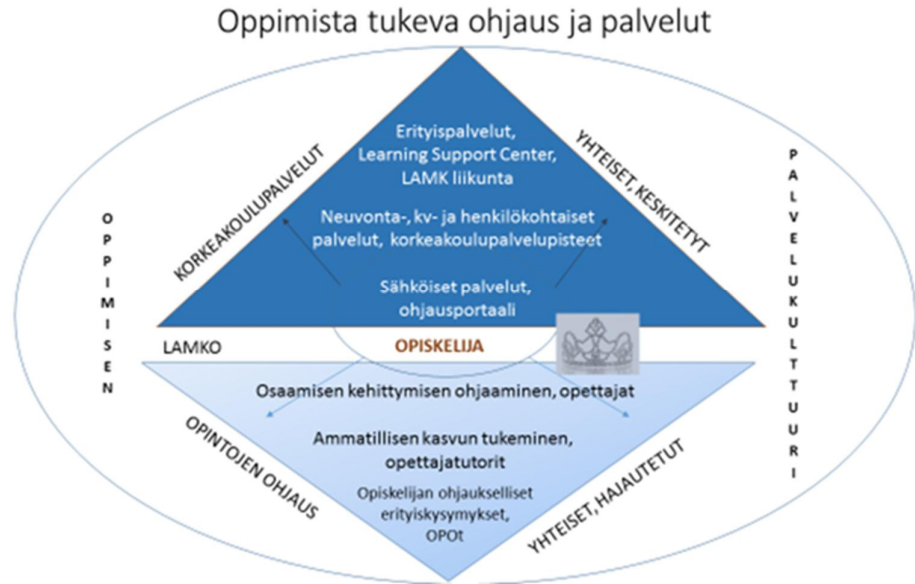 Oppimista tukeva ohjaus ja palvelut
OPPIMISEN
KORKEAKOULUPALVELUT
YHTEISET, KESKITETYT
PALVELUKULTTUURI
Erityispalvelut,
Learning Support Center,
LAMK liikunta
Neuvonta-, kv- ja henkilökohtaiset
palvelut, korkeakoulupalvelupisteet
Sähköiset palvelut,
ohjausportaali
LAMKO
OPISKELIJA
Osaamisen kehittymisen ohjaaminen, opettajat
Ammatillisen kasvun tukeminen,
opettajatutorit
Opiskelijan ohjaukselliset
erityiskysymykset,
OPOt
OPINTOJEN OHJAUS
YHTEISET, HAJAUTETUT